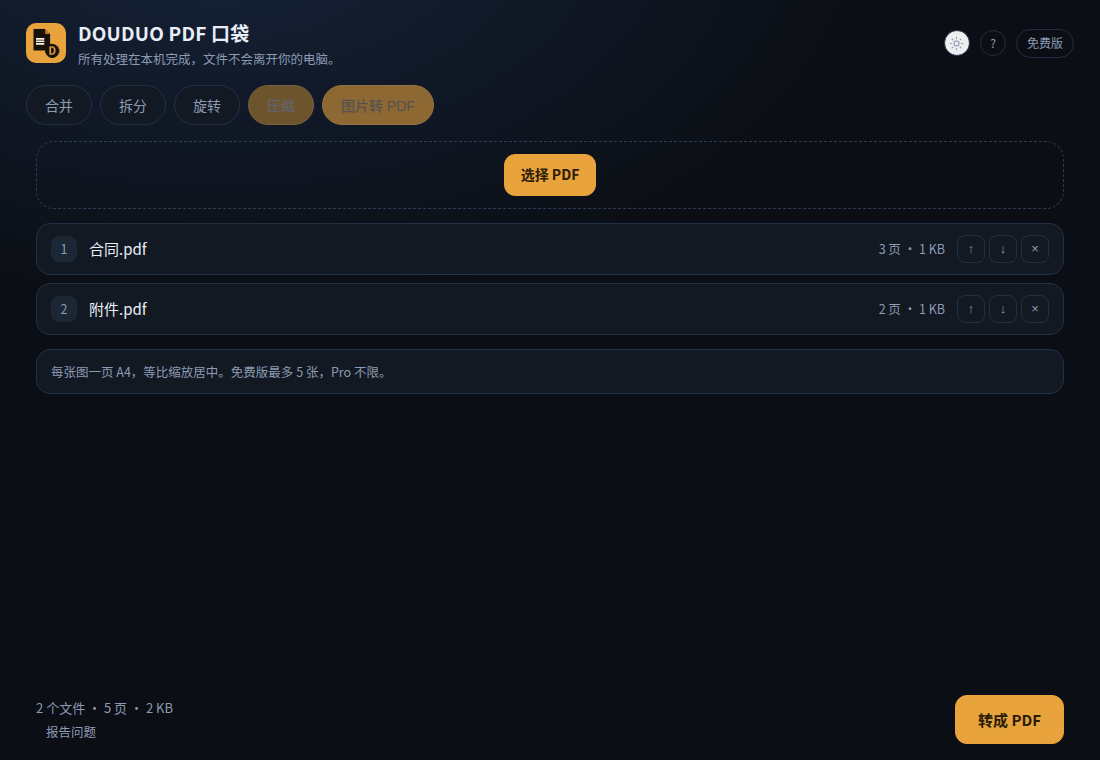 DOUDUO PDF 口袋
所有处理在本机完成，文件不会离开你的电脑。
? 免费版
合并 拆分 旋转 压缩 图片转 PDF
选择 PDF
1 合同.pdf 3 页 · 1 KB ↑ ↓ ×
2 附件.pdf 2 页 · 1 KB ↑ ↓ ×
每张图一页 A4，等比缩放居中。免费版最多 5 张，Pro 不限。
2 个文件 · 5 页 · 2 KB
报告问题
转成 PDF